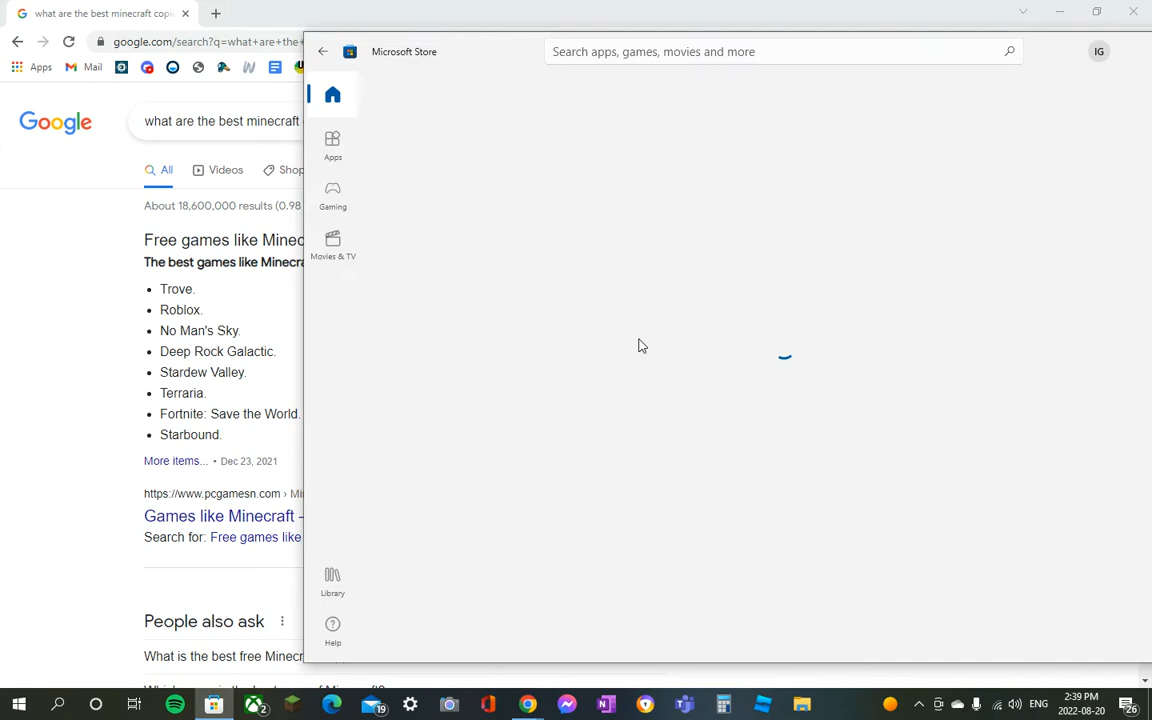 what are the best minecraft copi
google.com/search?q=what+are+the+
Apps
Mail
Google
what are the best minecraft
All
Videos
Shop
About 18,600,000 results (0.98
Free games like Minec
The best games like Minecra
Trove.
Roblox.
No Man's Sky.
Deep Rock Galactic.
Stardew Valley.
Terraria.
Fortnite: Save the World.
Starbound.
More items... • Dec 23, 2021
https://www.pcgamesn.com › Mi
Games like Minecraft -
Search for: Free games like
People also ask
What is the best free Minecr
Microsoft Store
Search apps, games, movies and more
IG
Apps
Gaming
Movies & TV
Library
Help
2
19
ENG
2:39 PM
2022-08-20
26